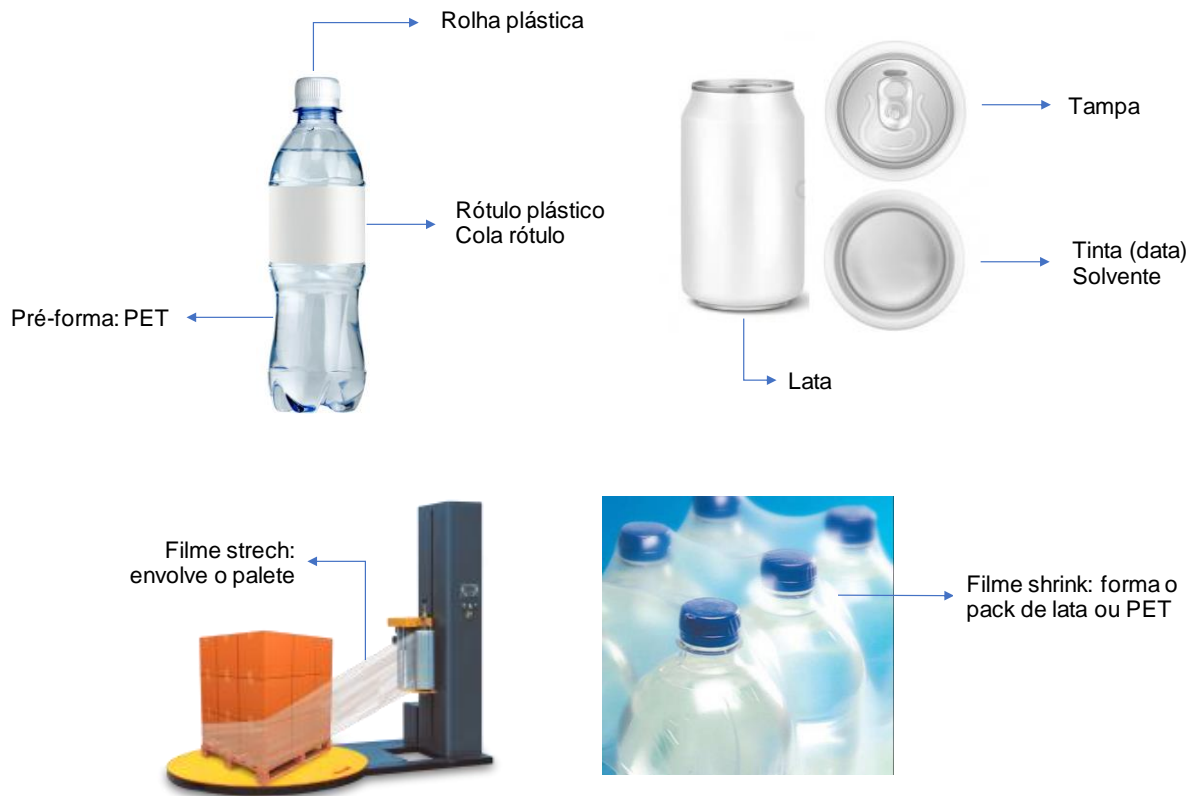 Rolha plástica
Tampa
Rótulo plástico
Cola rótulo
Tinta (data)
Solvente
Pré-forma: PET
Lata
Filme strech:
envolve o palete
Filme shrink: forma o
pack de lata ou PET